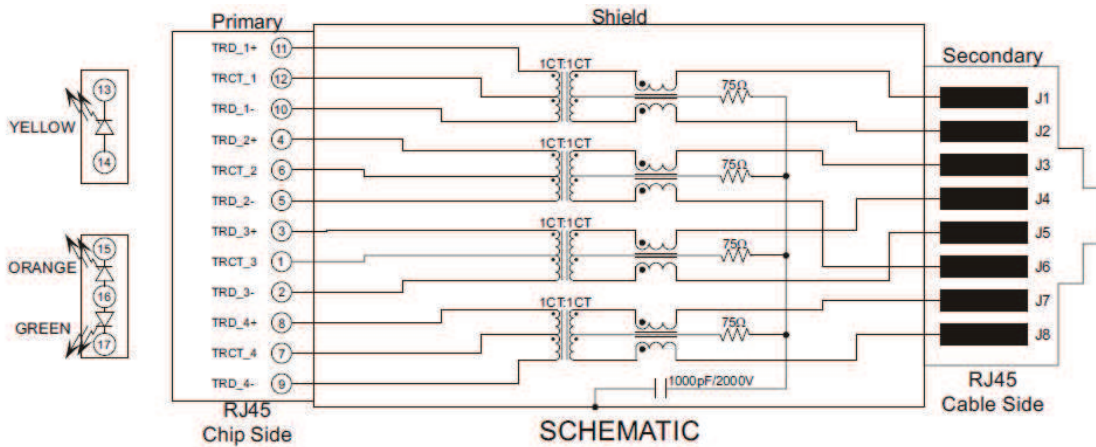 Primary
Shield
Secondary
13
YELLOW
14
15
ORANGE
16
GREEN
17
TRD_1+ 11
TRCT_1 12
TRD_1- 10
TRD_2+ 4
TRCT_2 6
TRD_2- 5
TRD_3+ 3
TRCT_3 1
TRD_3- 2
TRD_4+ 8
TRCT_4 7
TRD_4- 9
RJ45
Chip Side
1CT:1CT
75Ω
1CT:1CT
75Ω
1CT:1CT
75Ω
1CT:1CT
75Ω
1000pF/2000V
SCHEMATIC
J1
J2
J3
J4
J5
J6
J7
J8
RJ45
Cable Side